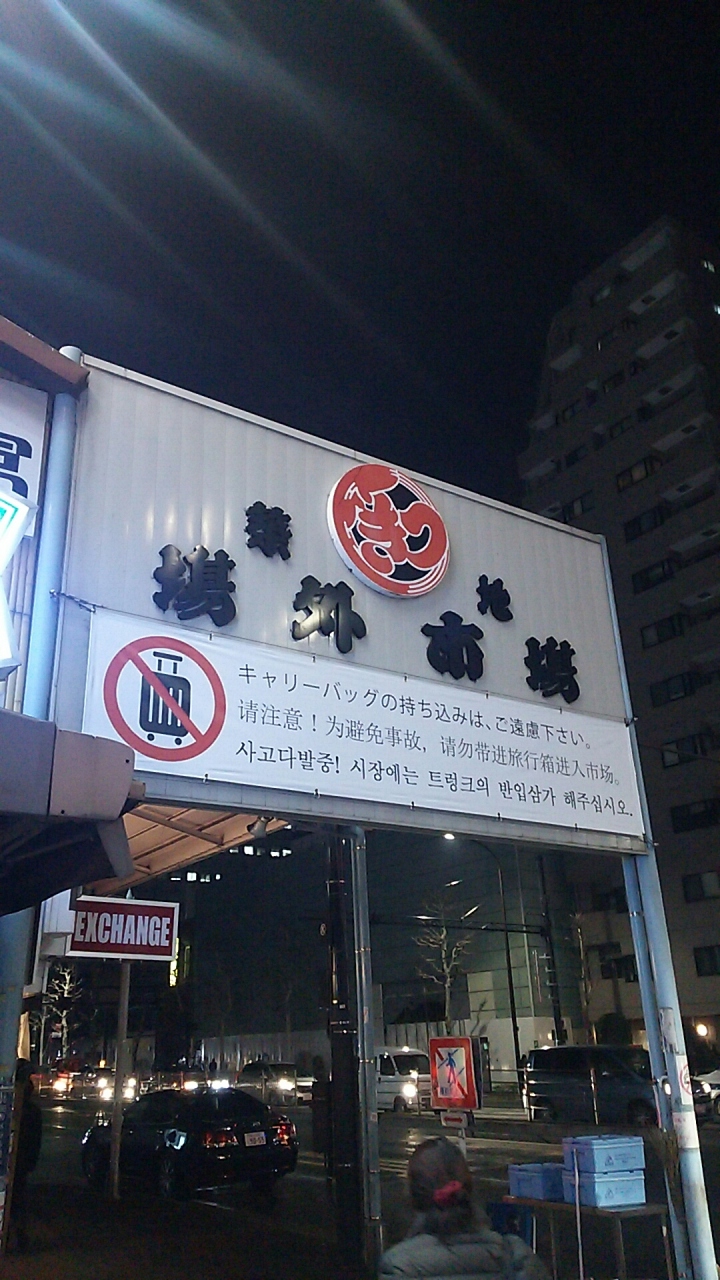 築地
場外市場
キャリーバッグの持ち込みは、ご遠慮下さい。
请注意！为避免事故，请勿带进旅行箱进入市场。
사고다발중! 시장에는 트렁크의 반입삼가 해주십시오.
EXCHANGE